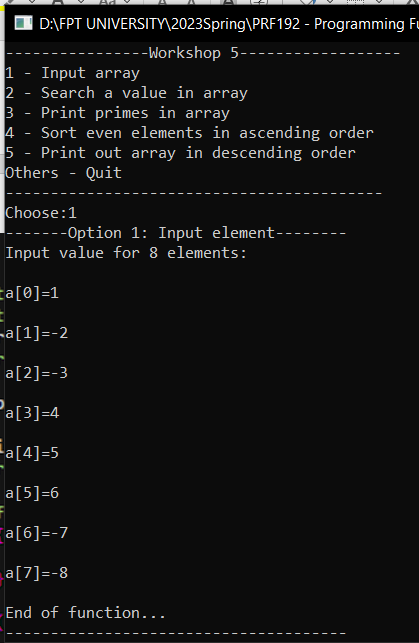 D:\FPT UNIVERSITY\2023Spring\PRF192 - Programming Fu
----------------Workshop 5------------------
1 - Input array
2 - Search a value in array
3 - Print primes in array
4 - Sort even elements in ascending order
5 - Print out array in descending order
Others - Quit
------------------------------------------
Choose:1
-------Option 1: Input element--------
Input value for 8 elements:
a[0]=1
a[1]=-2
a[2]=-3
a[3]=4
a[4]=5
a[5]=6
a[6]=-7
a[7]=-8
End of function...
--------------------------------------